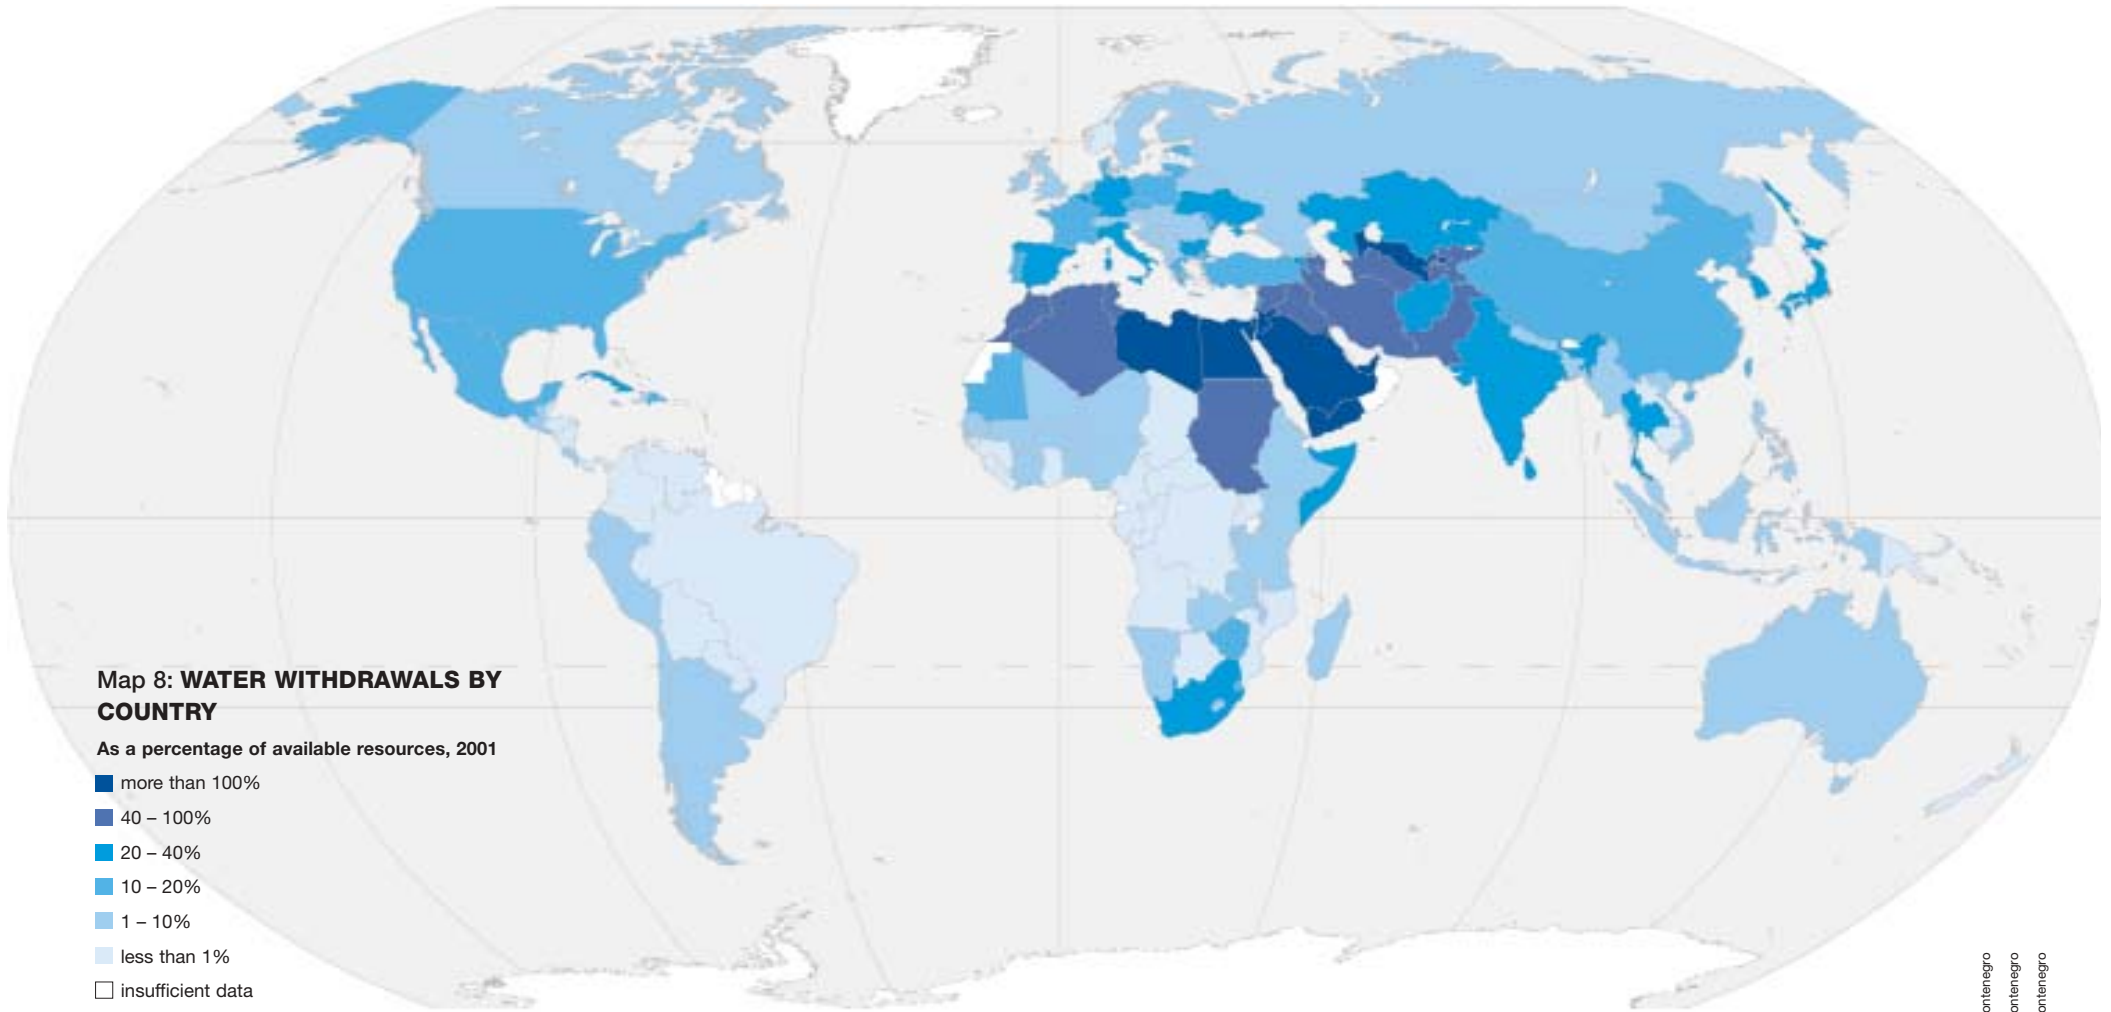 Map 8: WATER WITHDRAWALS BY
COUNTRY
As a percentage of available resources, 2001
more than 100%
40 – 100%
20 – 40%
10 – 20%
1 – 10%
less than 1%
insufficient data
ontenegro
ontenegro
ontenegro